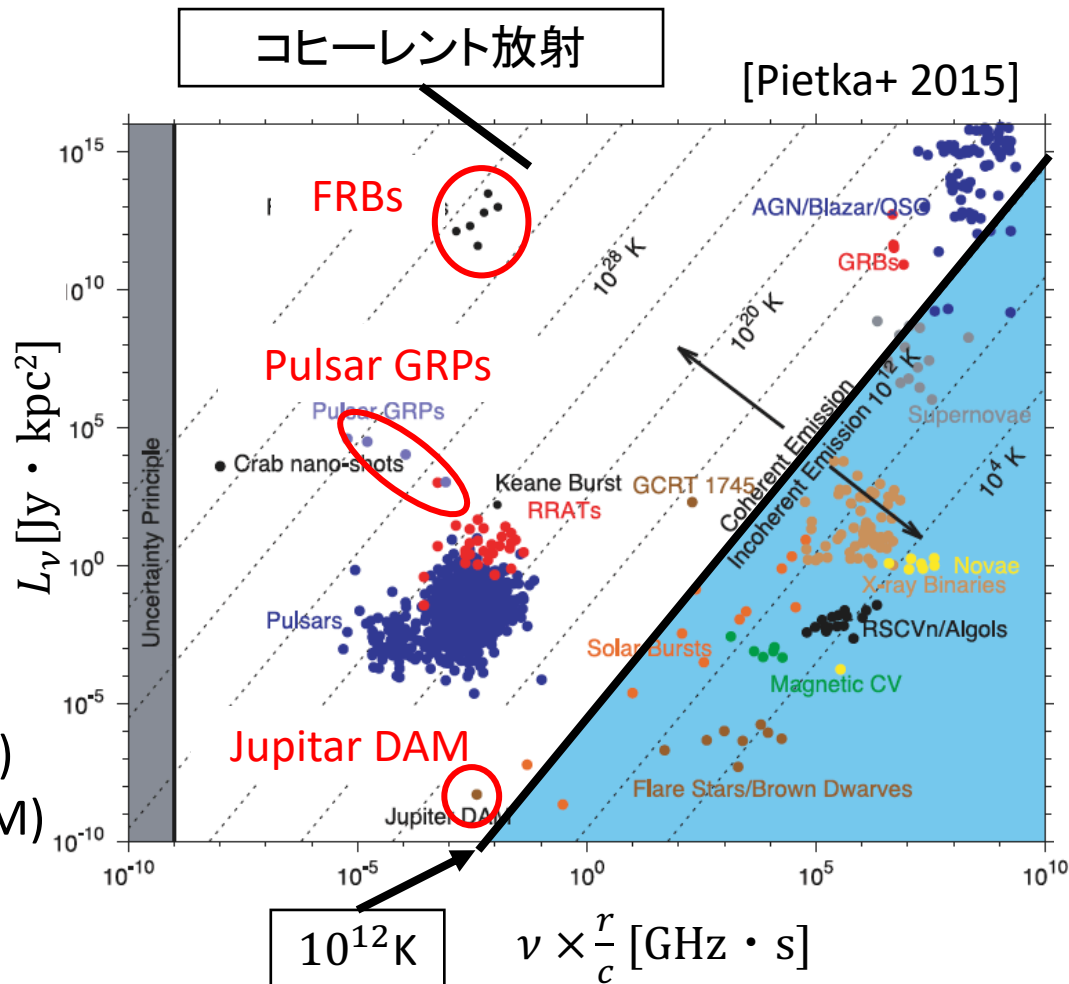 コヒーレント放射
[Pietka+ 2015]
10^15
10^10
10^5
10^0
10^-5
10^-10
L_ν[Jy・kpc²]
Uncertainty Principle
FRBs
AGN/Blazar/QSO
GRBs
10^28 K
10^20 K
Pulsar GRPs
Pulsar GRPs
Crab nano-shots
Keane Burst
GCRT 1745
RRATs
Coherent Emission
Incoherent Emission 10^12 K
Supernovae
10^4 K
Novae
X-ray Binaries
Pulsars
RSCVn/Algols
Solar Bursts
Magnetic CV
Jupitar DAM
Flare Stars/Brown Dwarves
Jupiter DAM
)
M)
10^-10
10^-5
10^0
10^5
10^10
10^12K
ν × r/c [GHz・s]